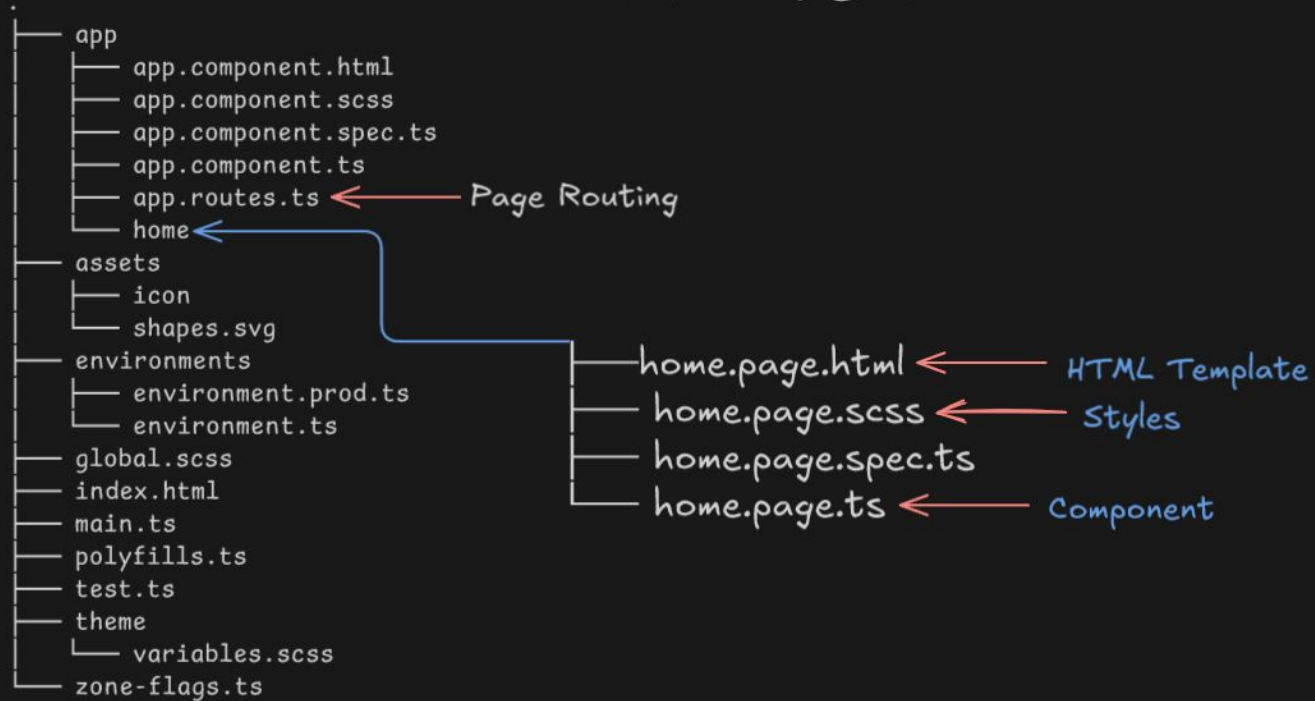 .
├── app
│   ├── app.component.html
│   ├── app.component.scss
│   ├── app.component.spec.ts
│   ├── app.component.ts
│   ├── app.routes.ts Page Routing
│   └── home
├── assets
│   ├── icon
│   └── shapes.svg
├── environments
│   ├── environment.prod.ts
│   └── environment.ts
├── global.scss
├── index.html
├── main.ts
├── polyfills.ts
├── test.ts
├── theme
│   └── variables.scss
└── zone-flags.ts
├── home.page.html HTML Template
├── home.page.scss Styles
├── home.page.spec.ts
└── home.page.ts Component